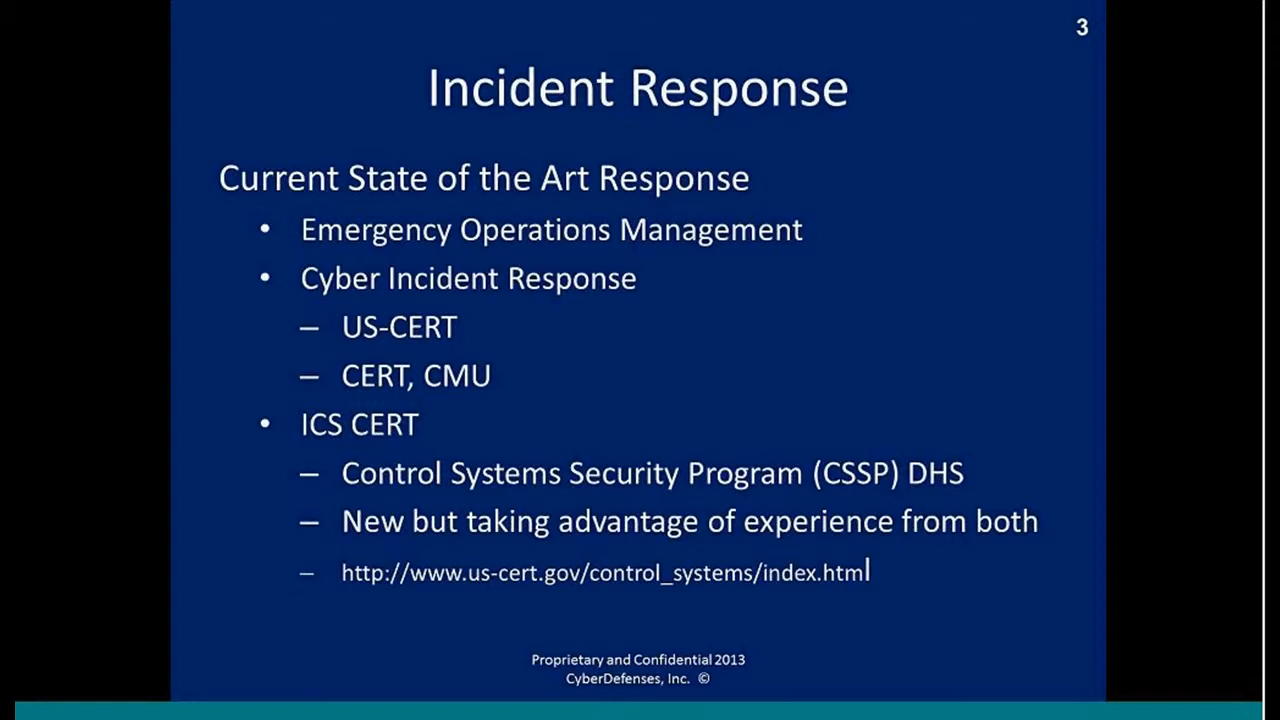 3
Incident Response
Current State of the Art Response
• Emergency Operations Management
• Cyber Incident Response
– US-CERT
– CERT, CMU
• ICS CERT
– Control Systems Security Program (CSSP) DHS
– New but taking advantage of experience from both
– http://www.us-cert.gov/control_systems/index.html
Proprietary and Confidential 2013
CyberDefenses, Inc. ©